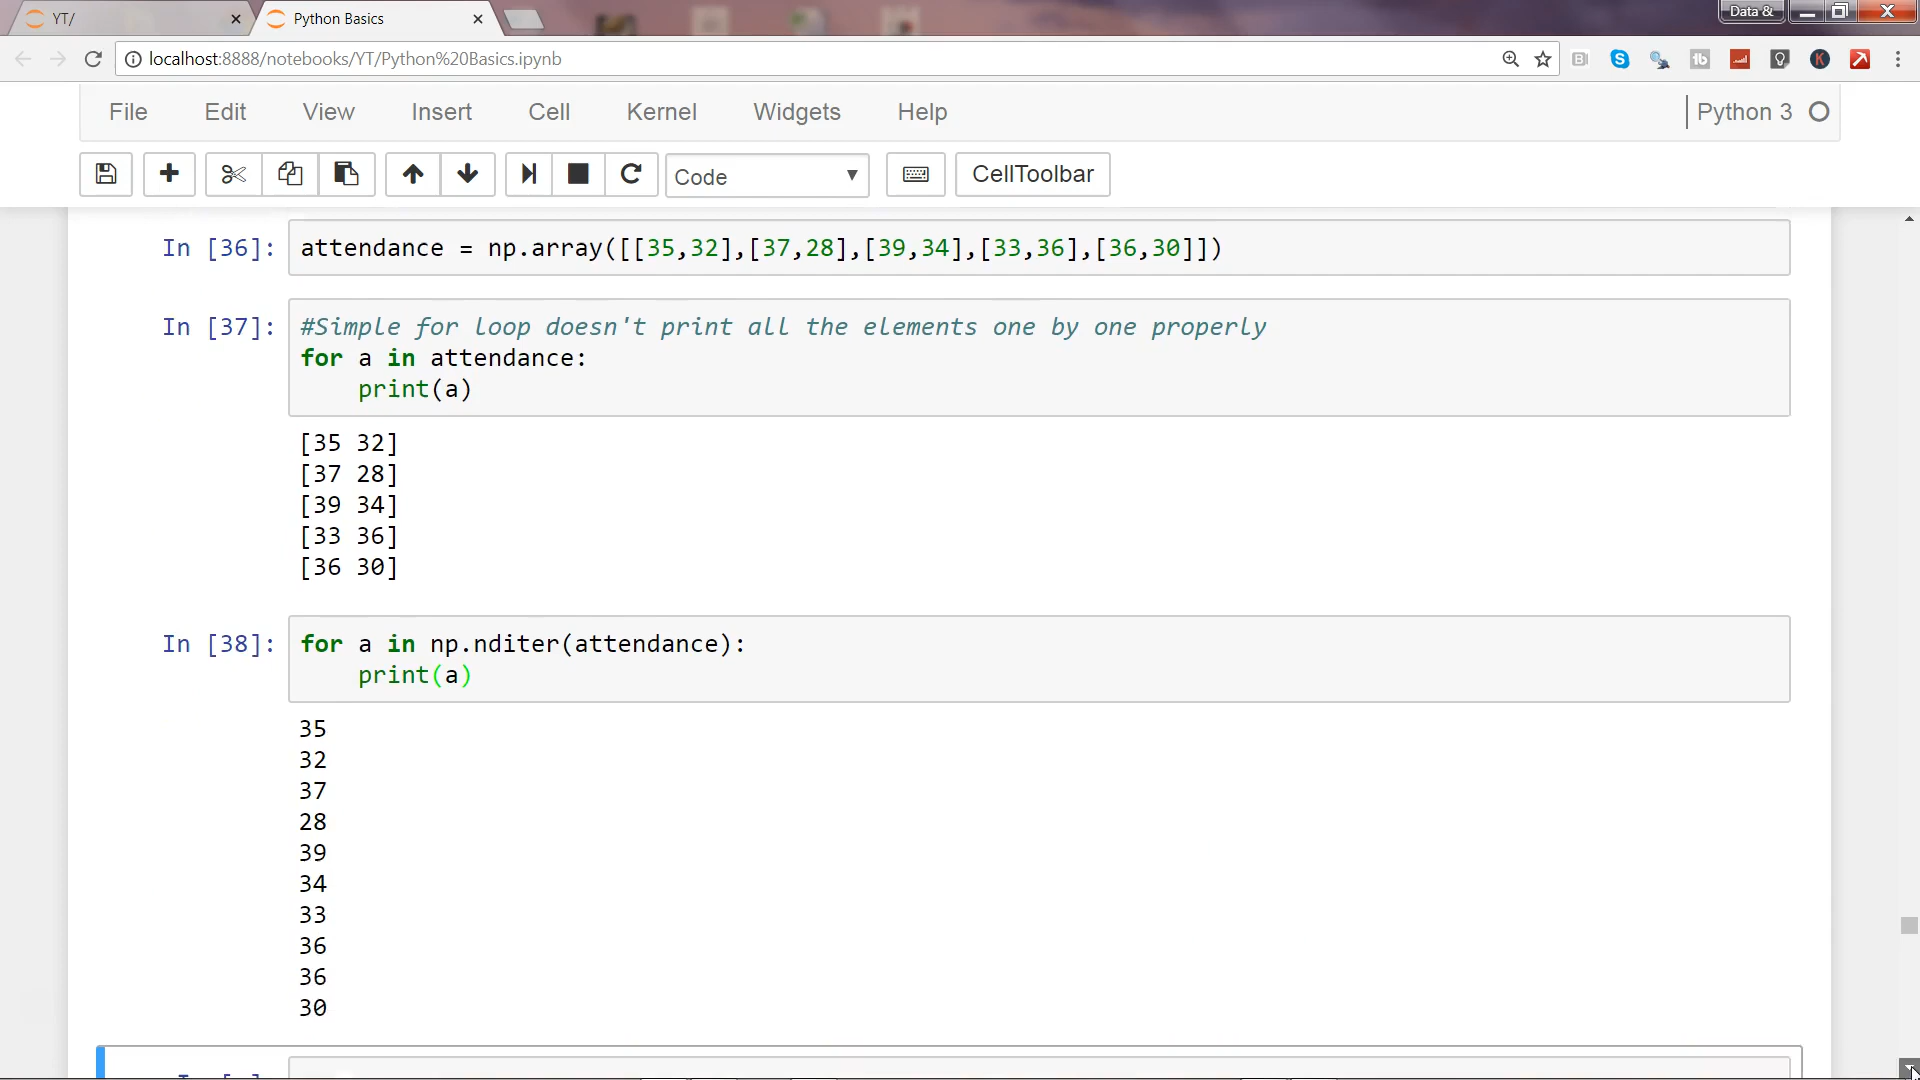 YT/
Python Basics
Data &
localhost:8888/notebooks/YT/Python%20Basics.ipynb
File Edit View Insert Cell Kernel Widgets Help Python 3
Code CellToolbar
In [36]: attendance = np.array([[35,32],[37,28],[39,34],[33,36],[36,30]])
In [37]: #Simple for loop doesn't print all the elements one by one properly
for a in attendance:
    print(a)
[35 32]
[37 28]
[39 34]
[33 36]
[36 30]
In [38]: for a in np.nditer(attendance):
    print(a)
35
32
37
28
39
34
33
36
36
30